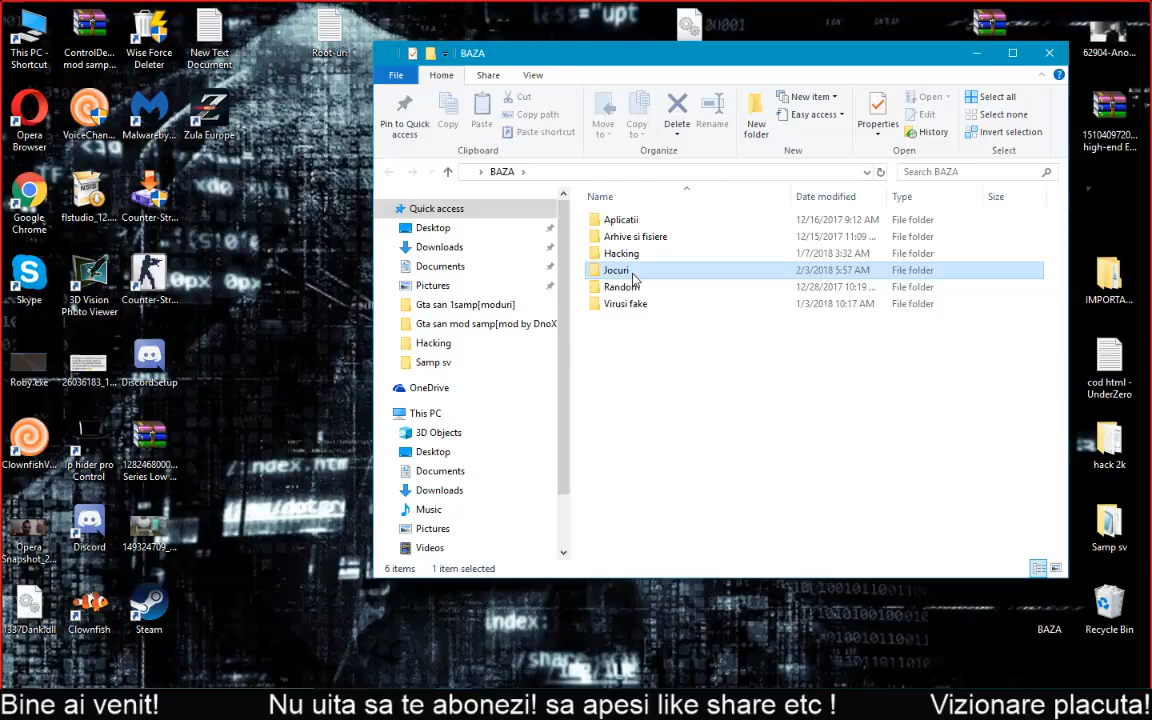 less ="upt
This PC -
Shortcut
ControlDe...
mod samp...
Wise Force
Deleter
New Text
Document
Root-uri
62904-Ano...
Opera
Browser
VoiceChan...
Malwareby...
Zula Europe
1510409720...
high-end E...
Google
Chrome
flstudio_12....
Counter-Str...
Skype
3D Vision
Photo Viewer
Counter-Str...
IMPORTA...
Roby.exe
26036183_1...
DiscordSetup
cod html -
UnderZero
ClownfishV...
Ip hider pro
Control
1282468000...
Series Low ...
hack 2k
Opera
Snapshot_2...
Discord
149324709_...
Samp sv
1337Dank.dll
Clownfish
Steam
BAZA
Recycle Bin
BAZA
File
Home
Share
View
Pin to Quick
access
Copy
Paste
Cut
Copy path
Paste shortcut
Move
to
Copy
to
Delete
Rename
New
folder
New item
Easy access
Properties
Open
Edit
History
Select all
Select none
Invert selection
Clipboard
Organize
New
Open
Select
BAZA
Search BAZA
Quick access
Desktop
Downloads
Documents
Pictures
Gta san 1samp[moduri]
Gta san mod samp[mod by DnoX
Hacking
Samp sv
OneDrive
This PC
3D Objects
Desktop
Documents
Downloads
Music
Pictures
Videos
Name Date modified Type Size
Aplicatii 12/16/2017 9:12 AM File folder
Arhive si fisiere 12/15/2017 11:09 ... File folder
Hacking 1/7/2018 3:32 AM File folder
Jocuri 2/3/2018 5:57 AM File folder
Random 12/28/2017 10:19 ... File folder
Virusi fake 1/3/2018 10:17 AM File folder
6 items 1 item selected
index:
Bine ai venit! Nu uita sa te abonezi! sa apesi like share etc ! Vizionare placuta!